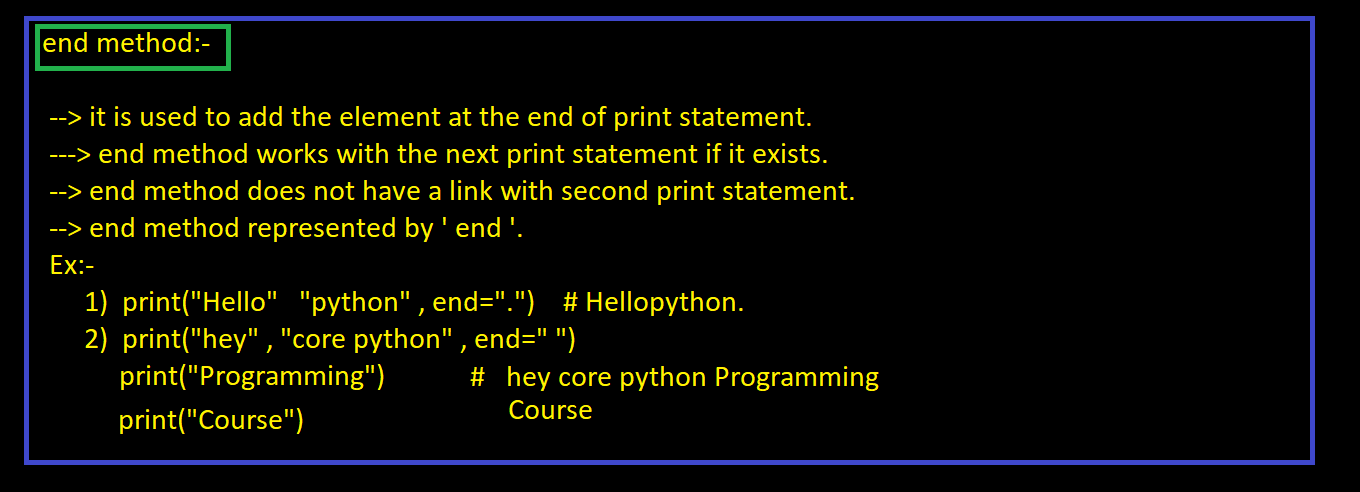 end method:-
--> it is used to add the element at the end of print statement.
---> end method works with the next print statement if it exists.
--> end method does not have a link with second print statement.
--> end method represented by ' end '.
Ex:-
1) print("Hello" "python" , end=".") # Hellopython.
2) print("hey" , "core python" , end=" ")
print("Programming") # hey core python Programming
print("Course") Course